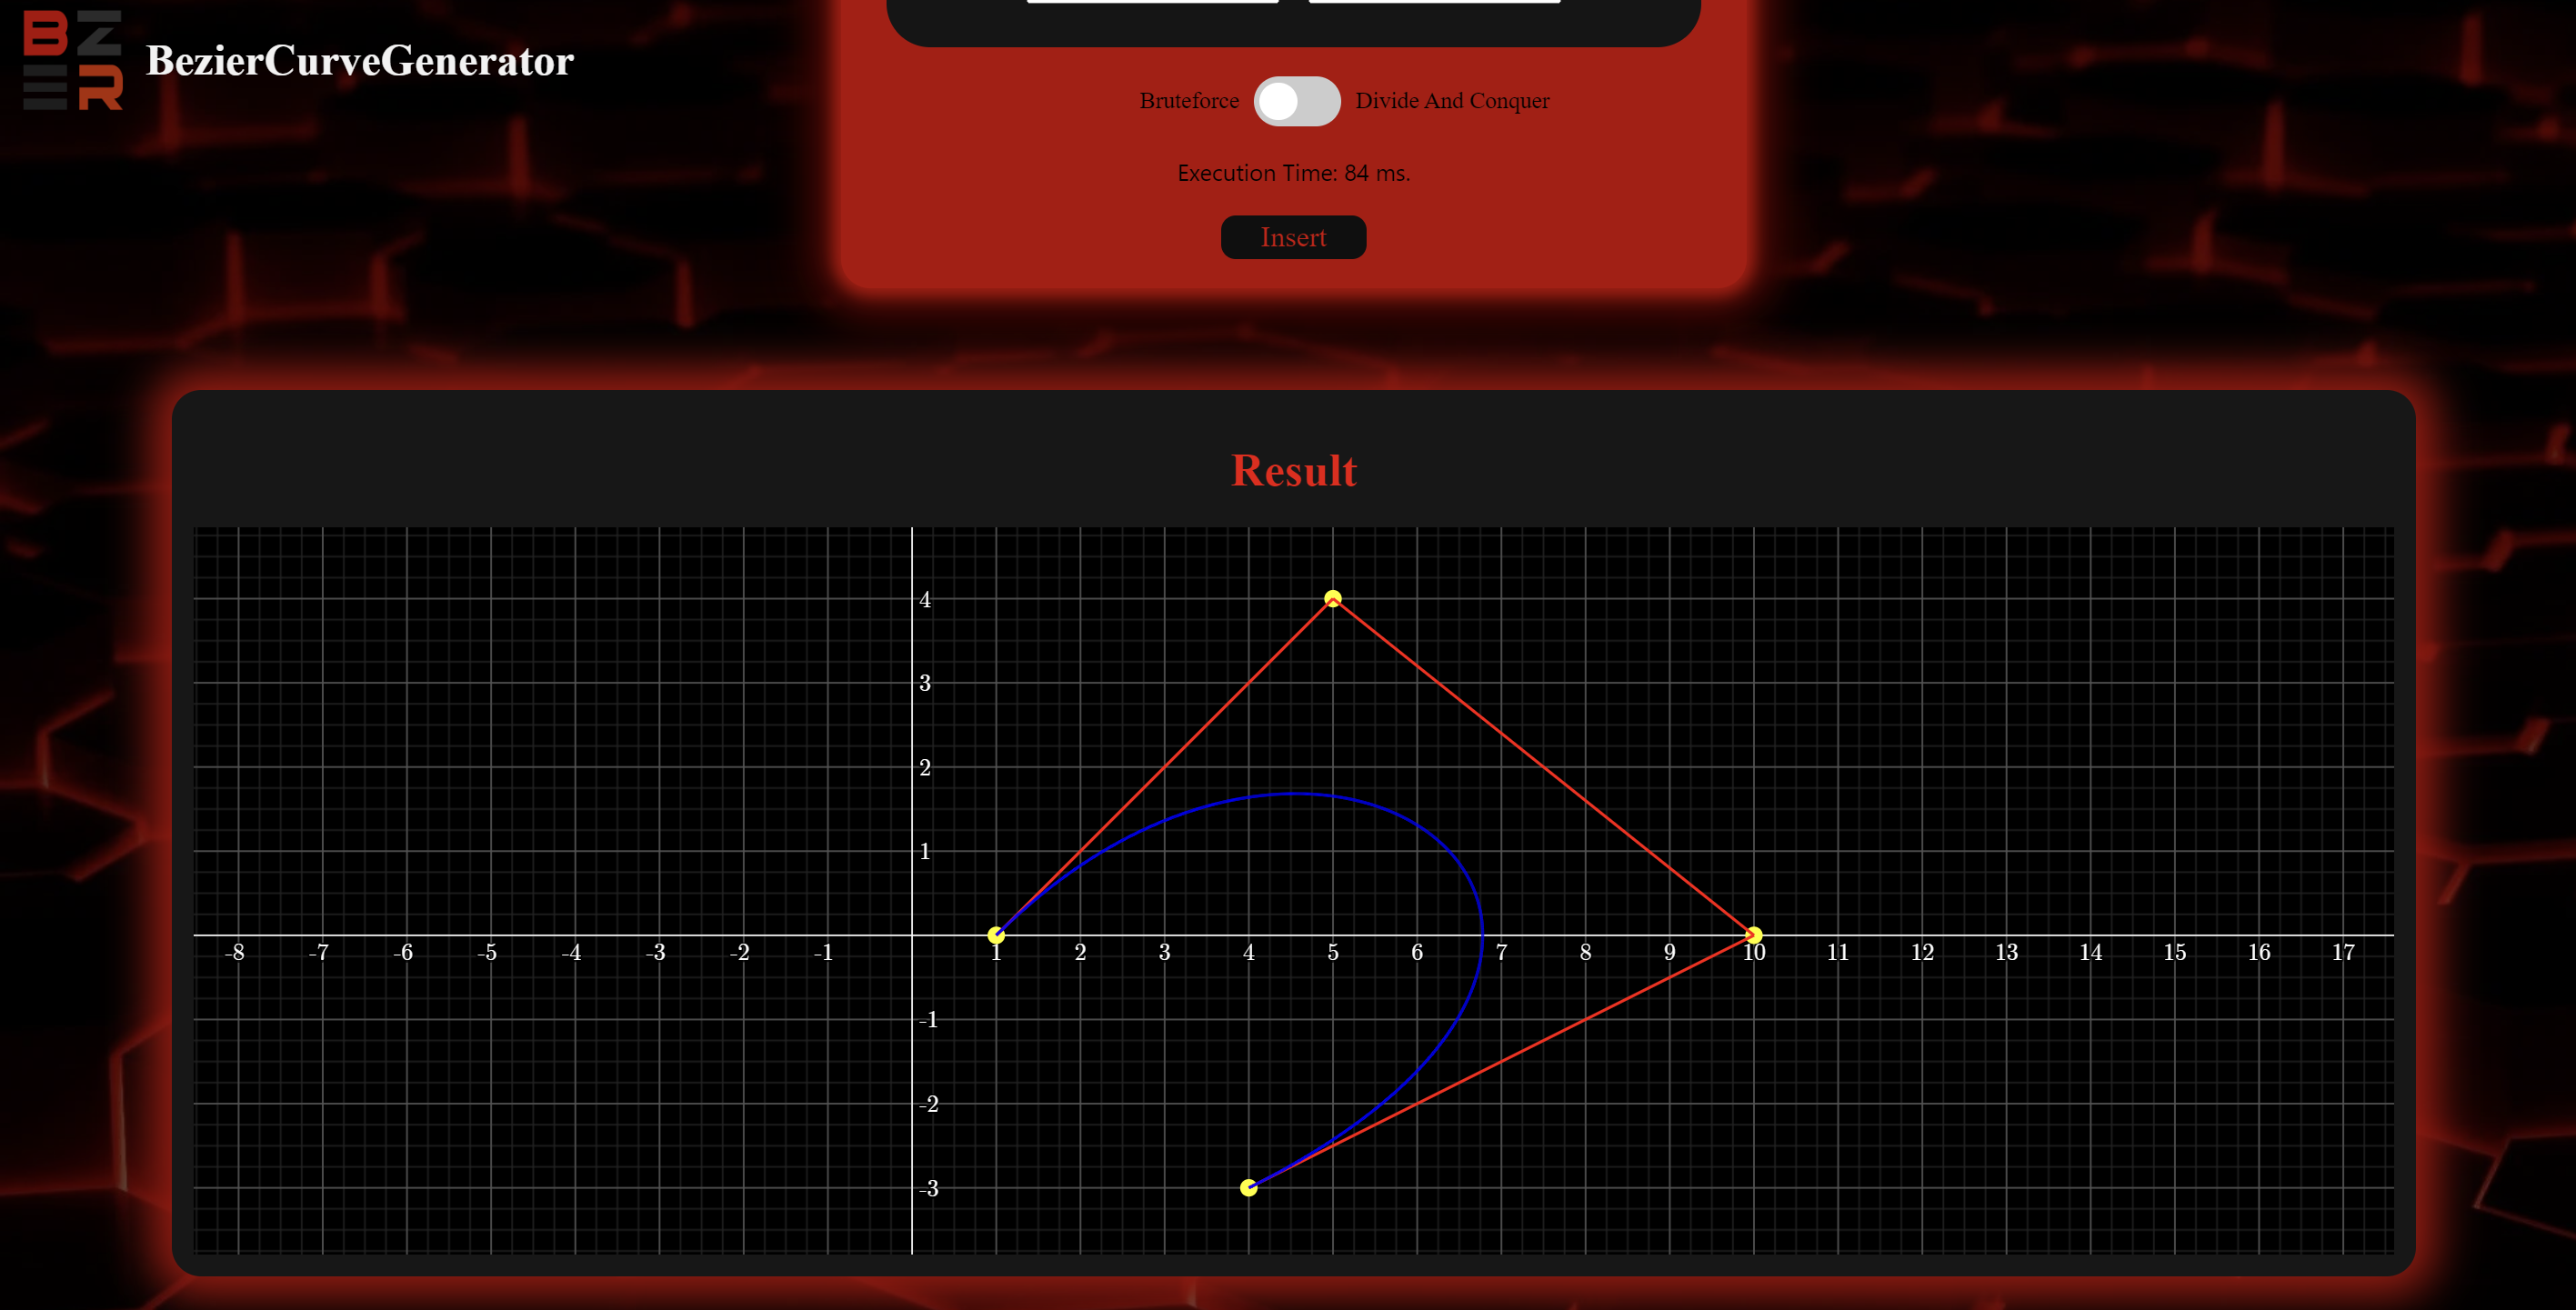 BZ
ER
BezierCurveGenerator
Bruteforce Divide And Conquer
Execution Time: 84 ms.
Insert
Result
4
3
2
1
-8 -7 -6 -5 -4 -3 -2 -1 1 2 3 4 5 6 7 8 9 10 11 12 13 14 15 16 17
-1
-2
-3